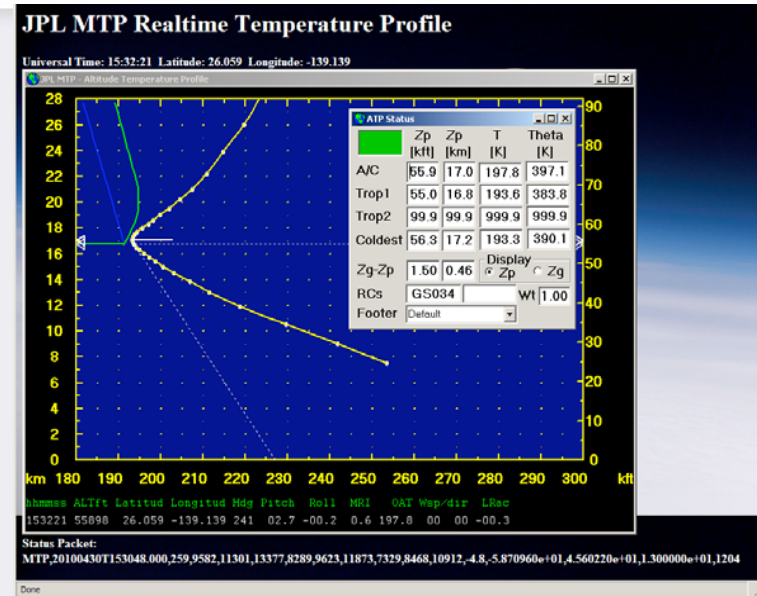 JPL MTP Realtime Temperature Profile
Universal Time: 15:32:21 Latitude: 26.059 Longitude: -139.139
JPL MTP - Altitude Temperature Profile
28
26
24
22
20
18
16
14
12
10
8
6
4
2
km 180 190 200 210 220 230 240 250 260 270 280 290 300 kft
90
80
70
60
50
40
30
20
10
0
ATP Status
Zp Zp T Theta
[kft] [km] [K] [K]
A/C 55.9 17.0 197.8 397.1
Trop1 55.0 16.8 193.6 383.8
Trop2 99.9 99.9 999.9 999.9
Coldest 56.3 17.2 193.3 390.1
Zg-Zp 1.50 0.46 Display Zp Zg
RCs GS034 Wt 1.00
Footer Default
hhmmss ALTft Latitud Longitud Hdg Pitch Roll MRI OAT Wsp/dir LRac
153221 55898 26.059 -139.139 241 02.7 -00.2 0.6 197.8 00 00 -00.3
Status Packet:
MTP,20100430T153048.000,259,9582,11301,13377,8289,9623,11873,7329,8468,10912,-4.8,-5.870960e+01,4.560220e+01,1.300000e+01,1204
Done